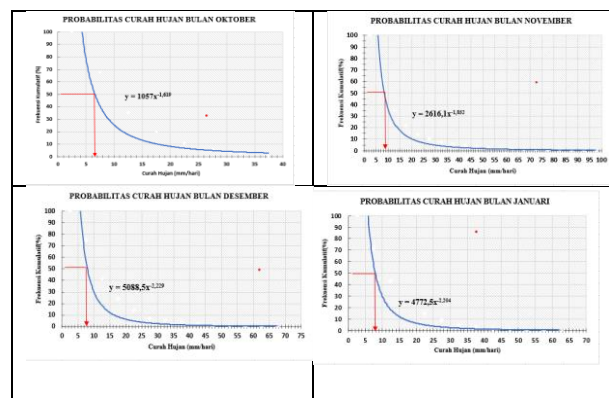 PROBABILITAS CURAH HUJAN BULAN OKTOBER
Frekuensi Kumulatif (%)
100
90
80
70
60
50
40
30
20
10
0
y = 1057x
0 5 10 15 20 25 30 35 40
Curah Hujan (mm/hari)
PROBABILITAS CURAH HUJAN BULAN NOVEMBER
Frekuensi Kumulatif(%)
100
90
80
70
60
50
40
30
20
10
0
y = 2616,1x
0 5 10 15 20 25 30 35 40 45 50 55 60 65 70 75 80 85 90 95 100
Curah Hujan (mm/hari)
PROBABILITAS CURAH HUJAN BULAN DESEMBER
Frekuensi Kumulatif(%)
100
90
80
70
60
50
40
30
20
10
0
y = 5088,5x-2,229
0 5 10 15 20 25 30 35 40 45 50 55 60 65 70 75
Curah Hujan (mm/hari)
PROBABILITAS CURAH HUJAN BULAN JANUARI
Frekuensi Kumulatif(%)
100
90
80
70
60
50
40
30
20
10
0
y = 4772,5x-2,204
0 5 10 15 20 25 30 35 40 45 50 55 60 65 70
Curah Hujan (mm/hari)